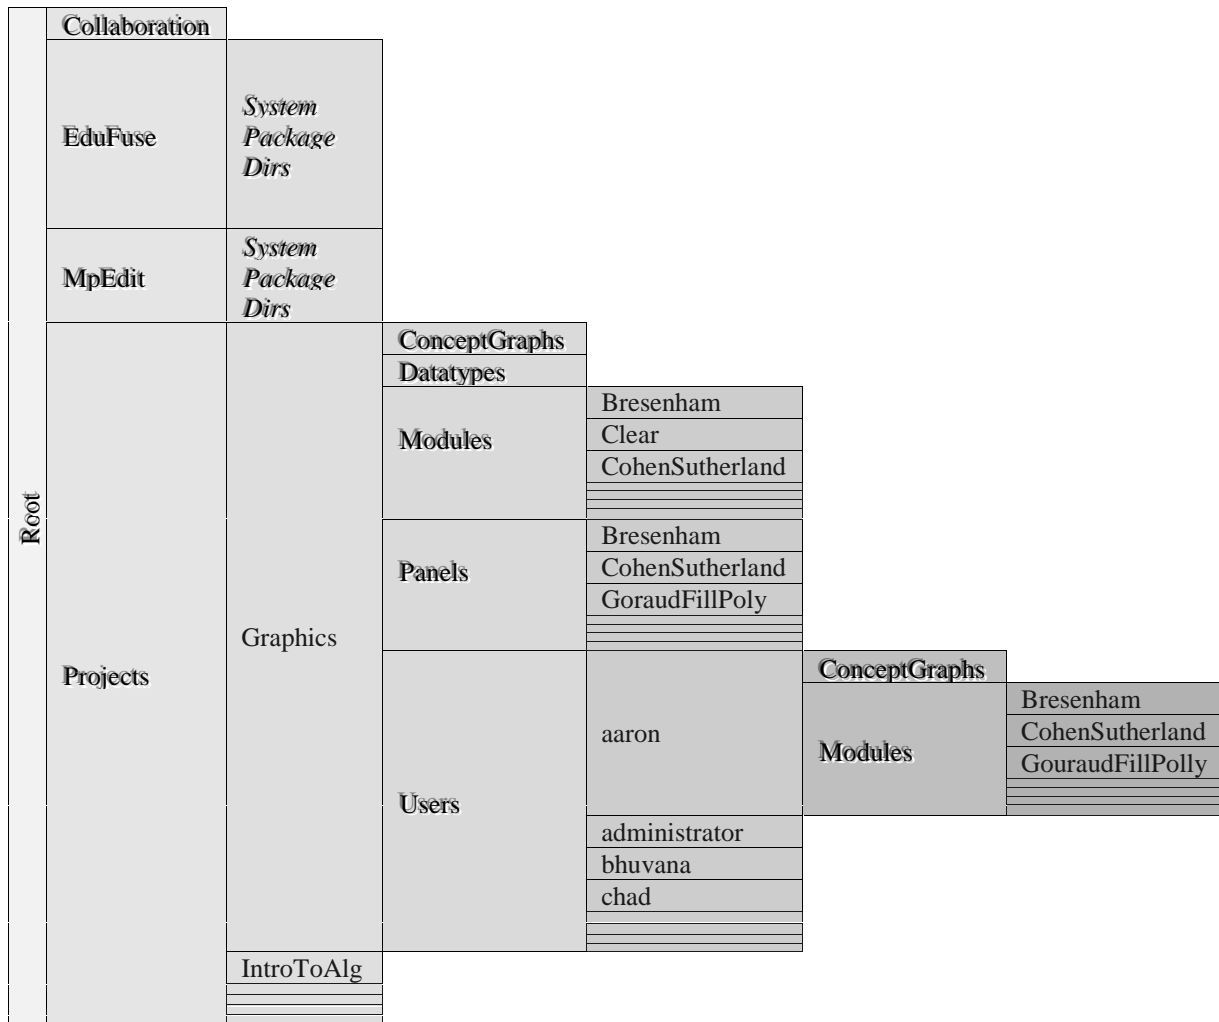 Root
Collaboration
EduFuse
System
Package
Dirs
MpEdit
System
Package
Dirs
Projects
Graphics
ConceptGraphs
Datatypes
Modules
Bresenham
Clear
CohenSutherland
Panels
Bresenham
CohenSutherland
GoraudFillPoly
Users
aaron
ConceptGraphs
Modules
Bresenham
CohenSutherland
GouraudFillPolly
administrator
bhuvana
chad
IntroToAlg